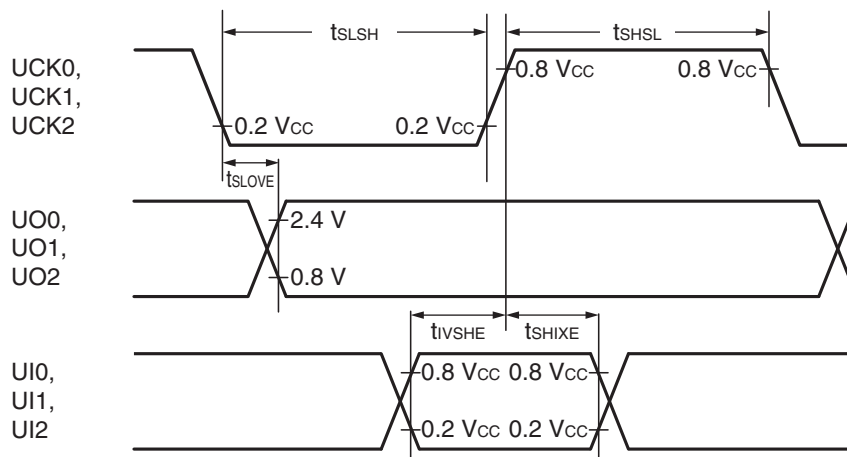 tSLSH tSHSL
UCK0,
UCK1,
UCK2
0.8 VCC 0.8 VCC
0.2 VCC 0.2 VCC
tSLOVE
UO0,
UO1,
UO2
2.4 V
0.8 V
tIVSHE tSHIXE
UI0,
UI1,
UI2
0.8 VCC 0.8 VCC
0.2 VCC 0.2 VCC